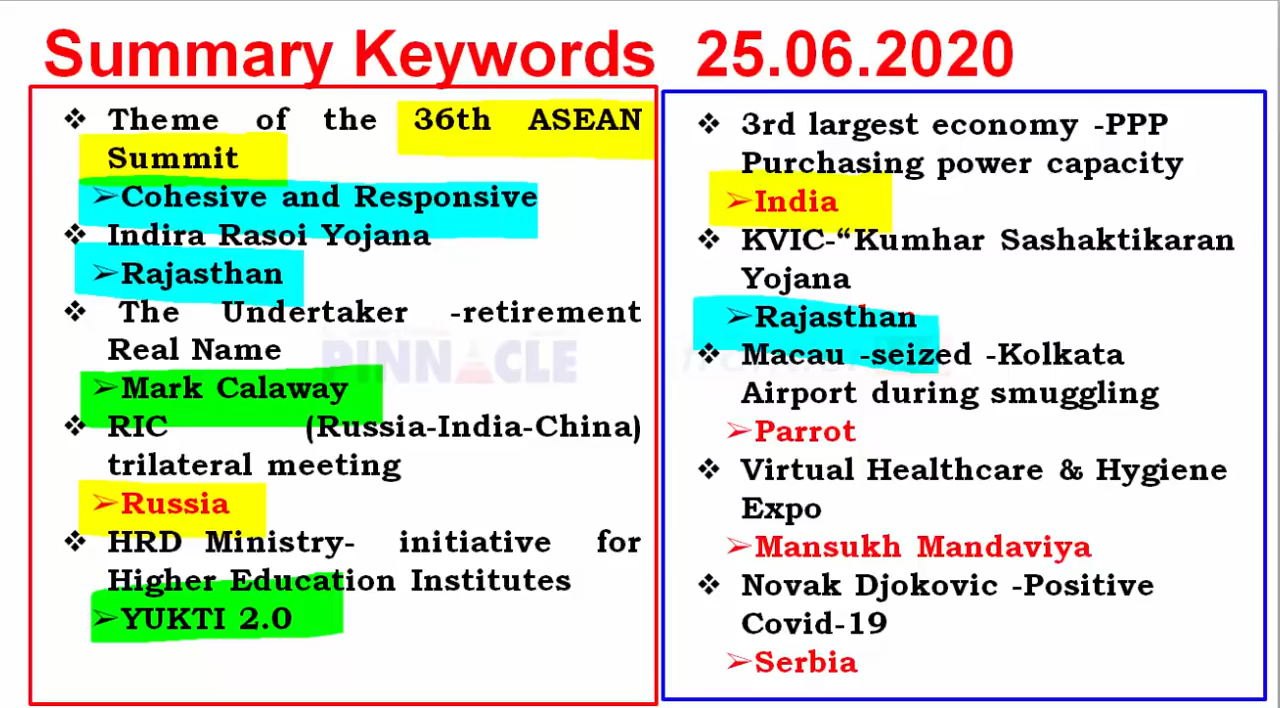 Summary Keywords 25.06.2020
❖ Theme of the 36th ASEAN
Summit
➢Cohesive and Responsive
❖ Indira Rasoi Yojana
➢Rajasthan
❖ The Undertaker -retirement
Real Name
➢Mark Calaway
❖ RIC (Russia-India-China)
trilateral meeting
➢Russia
❖ HRD Ministry- initiative for
Higher Education Institutes
➢YUKTI 2.0
❖ 3rd largest economy -PPP
Purchasing power capacity
➢India
❖ KVIC-“Kumhar Sashaktikaran
Yojana
➢Rajasthan
❖ Macau -seized -Kolkata
Airport during smuggling
➢Parrot
❖ Virtual Healthcare & Hygiene
Expo
➢Mansukh Mandaviya
❖ Novak Djokovic -Positive
Covid-19
➢Serbia
PINNACLE